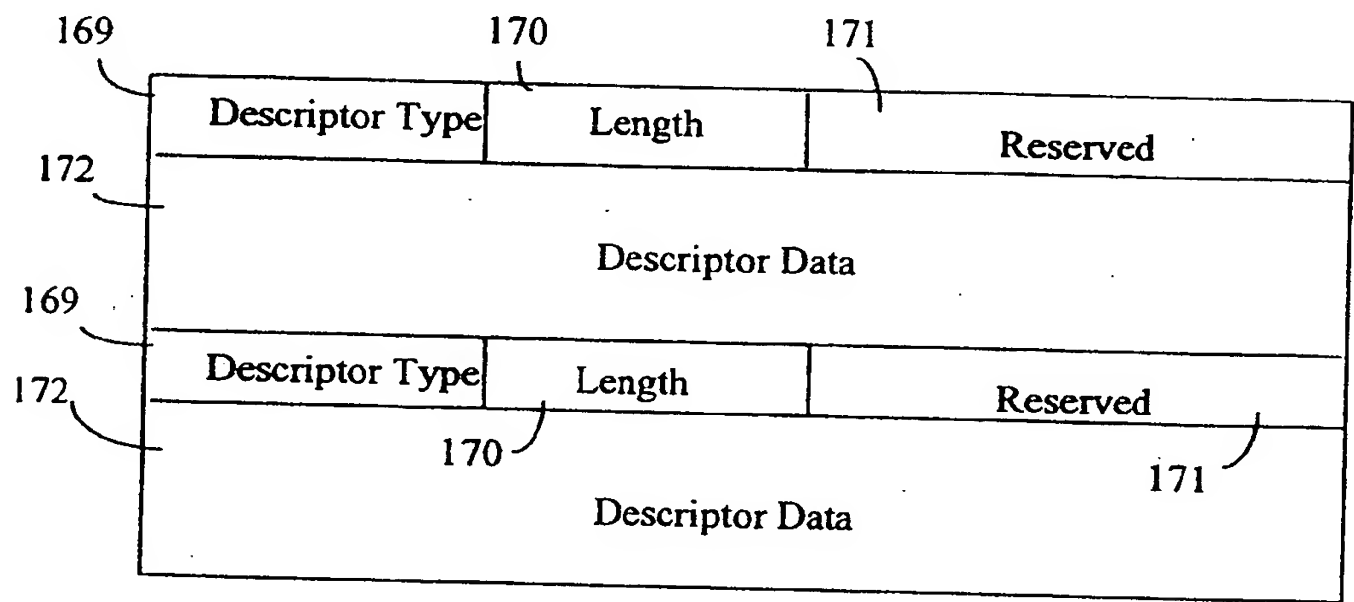 169 170 171
Descriptor Type Length Reserved
172
Descriptor Data
169
Descriptor Type Length Reserved
172
170 171
Descriptor Data